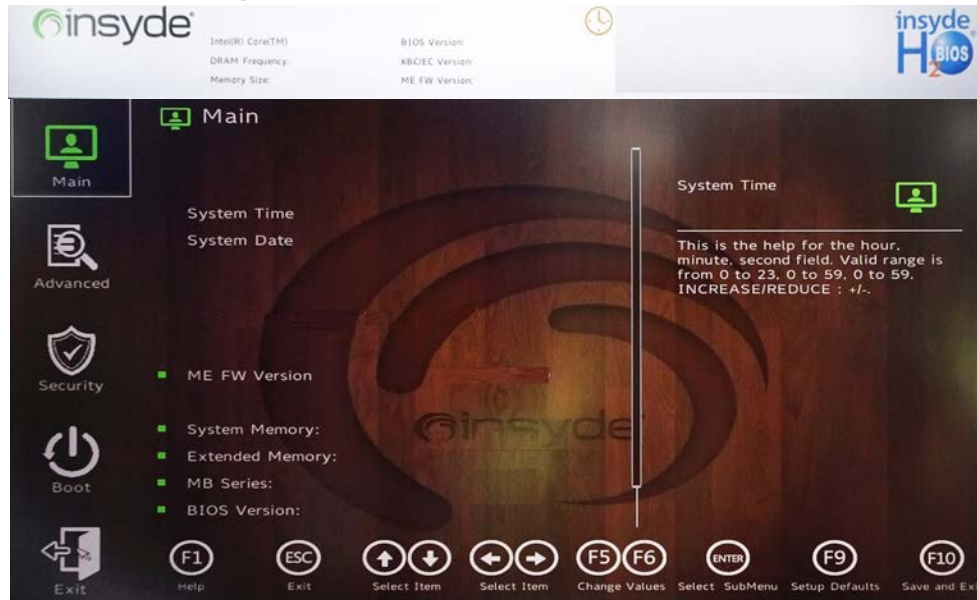 insyde
insyde
H2BIOS
Intel(R) Core(TM)
BIOS Version:
DRAM Frequency:
KBC/EC Version:
Memory Size:
ME FW Version:
Main
Main
System Time
System Date
ME FW Version
System Memory:
Extended Memory:
MB Series:
BIOS Version:
System Time
This is the help for the hour,
minute, second field. Valid range is
from 0 to 23, 0 to 59, 0 to 59.
INCREASE/REDUCE : +/-.
Advanced
Security
Boot
Exit
insyde
F1
Help
ESC
Exit
Select Item
Select Item
F5 F6
Change Values
ENTER
Select SubMenu
F9
Setup Defaults
F10
Save and Ex